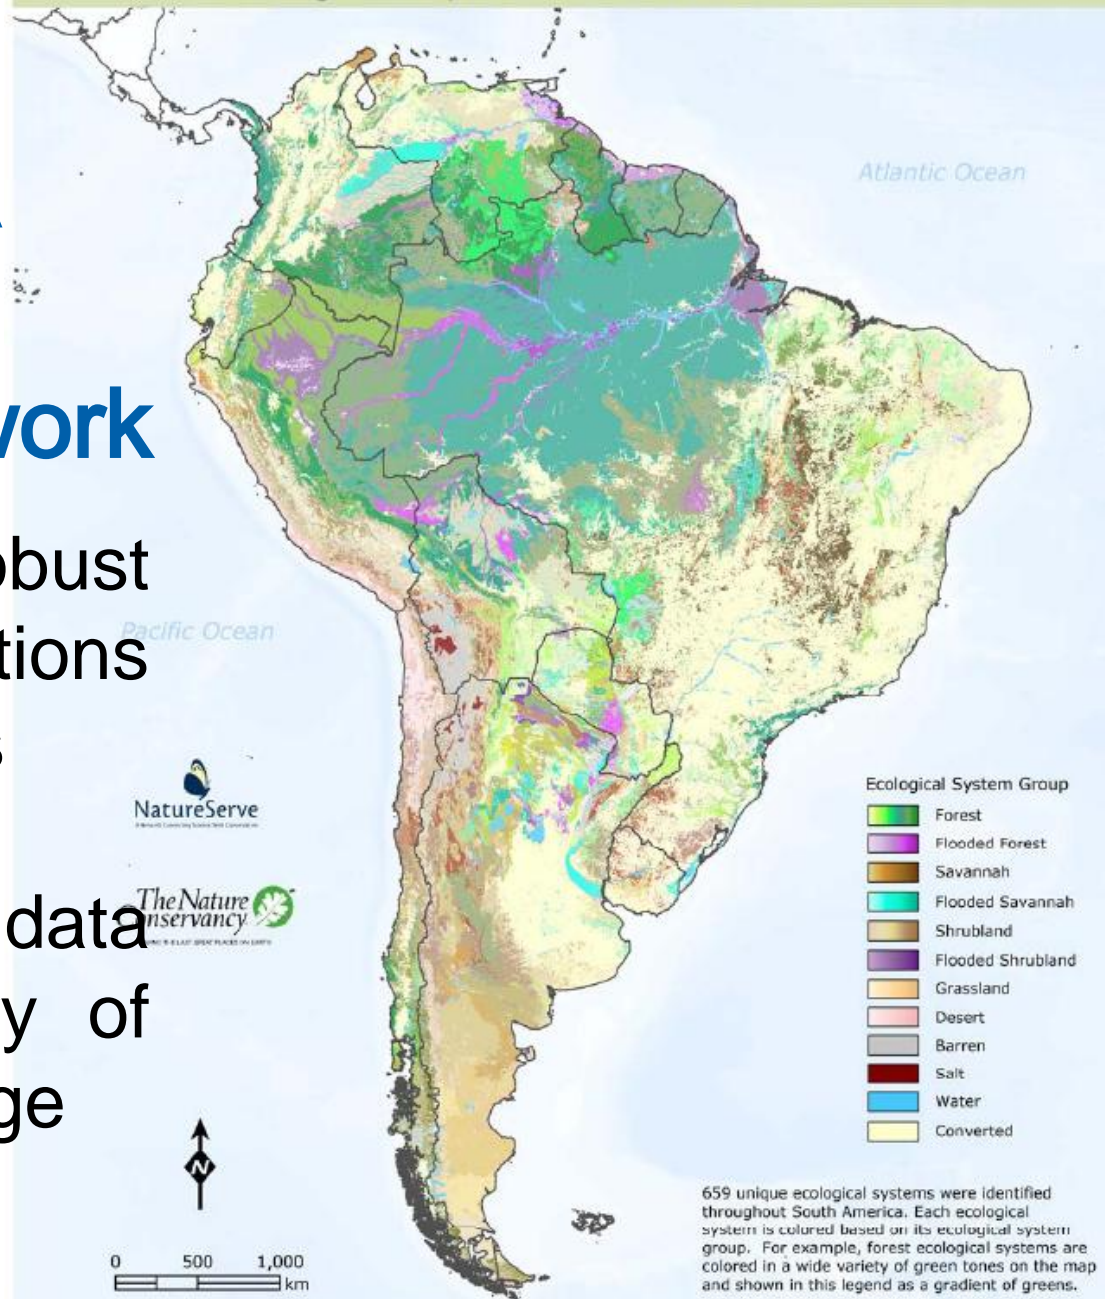 Atlantic Ocean
work
obust
Pacific Ocean
tions
s
NatureServe
The Nature
Conservancy
data
y of
ge
Ecological System Group
Forest
Flooded Forest
Savannah
Flooded Savannah
Shrubland
Flooded Shrubland
Grassland
Desert
Barren
Salt
Water
Converted
N
0 500 1,000
km
659 unique ecological systems were identified
throughout South America. Each ecological
system is colored based on its ecological system
group. For example, forest ecological systems are
colored in a wide variety of green tones on the map
and shown in this legend as a gradient of greens.